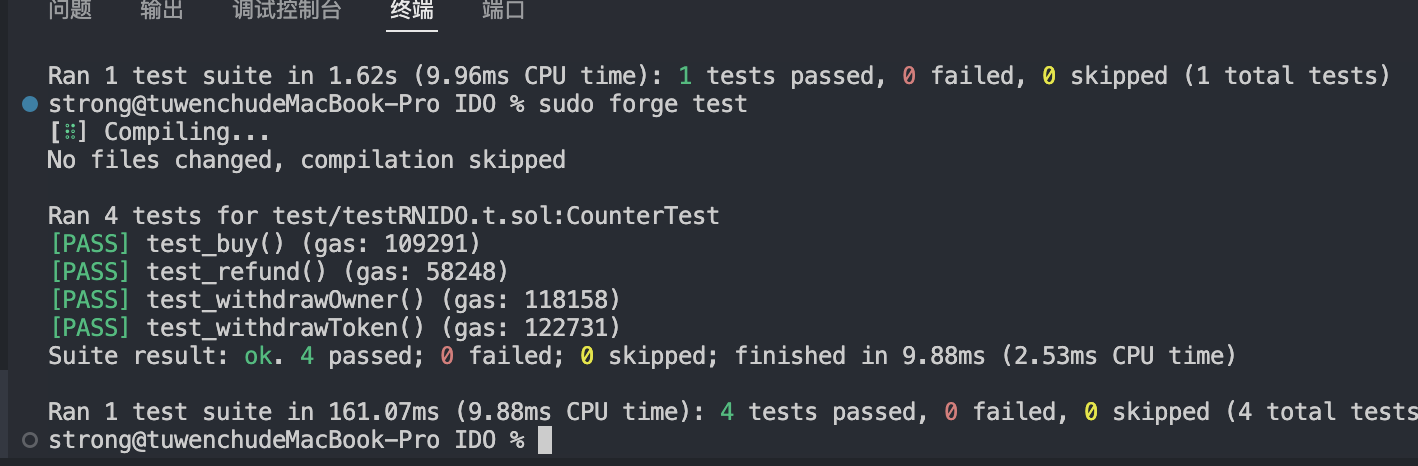 问题 输出 调试控制台 终端 端口
Ran 1 test suite in 1.62s (9.96ms CPU time): 1 tests passed, 0 failed, 0 skipped (1 total tests)
strong@tuwenchudeMacBook-Pro IDO % sudo forge test
[⠿] Compiling...
No files changed, compilation skipped
Ran 4 tests for test/testRNIDO.t.sol:CounterTest
[PASS] test_buy() (gas: 109291)
[PASS] test_refund() (gas: 58248)
[PASS] test_withdrawOwner() (gas: 118158)
[PASS] test_withdrawToken() (gas: 122731)
Suite result: ok. 4 passed; 0 failed; 0 skipped; finished in 9.88ms (2.53ms CPU time)
Ran 1 test suite in 161.07ms (9.88ms CPU time): 4 tests passed, 0 failed, 0 skipped (4 total tests
strong@tuwenchudeMacBook-Pro IDO %